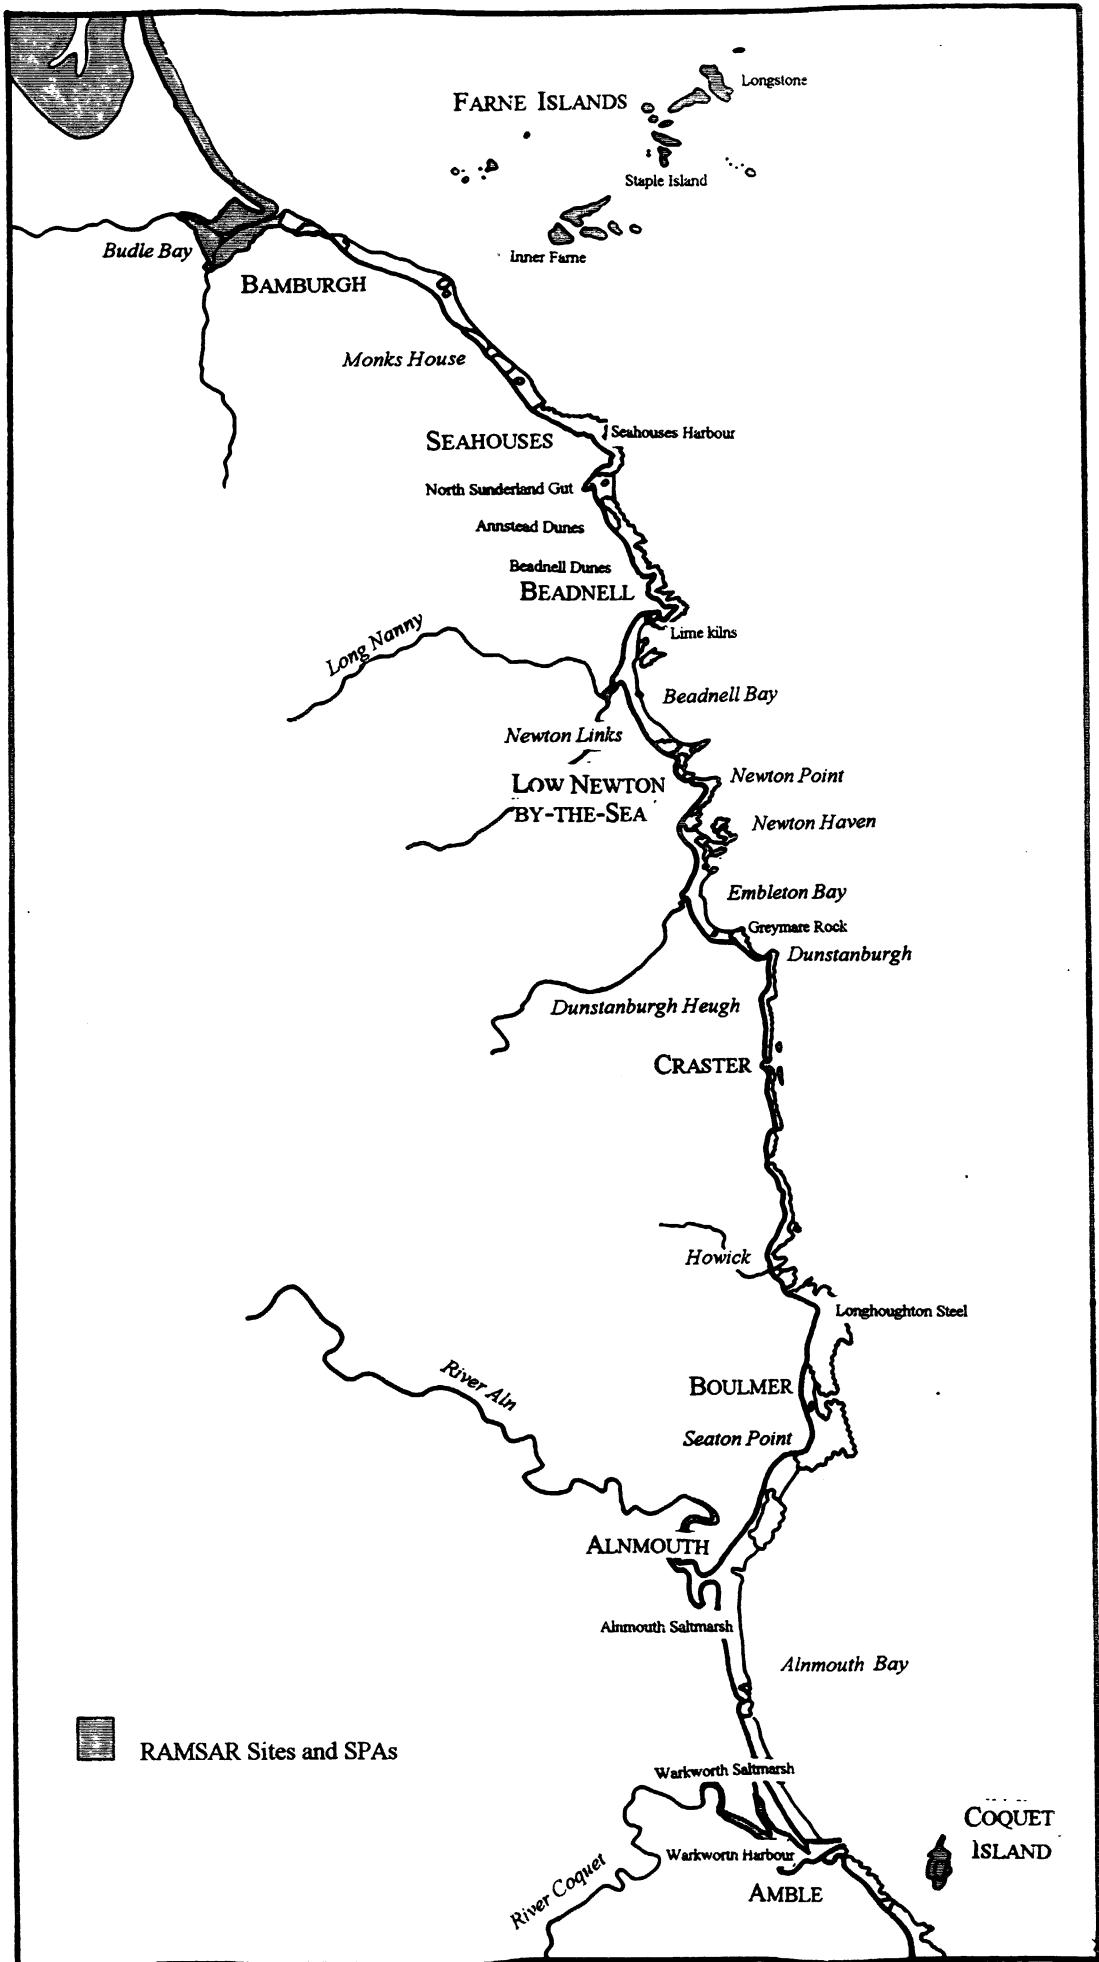 Longstone
FARNE ISLANDS
Staple Island
Inner Farne
Budle Bay
BAMBURGH
Monks House
Seahouses Harbour
SEAHOUSES
North Sunderland Gut
Annstead Dunes
Beadnell Dunes
BEADNELL
Lime kilns
Long Nanny
Beadnell Bay
Newton Links
LOW NEWTON
BY-THE-SEA
Newton Point
Newton Haven
Embleton Bay
Greymare Rock
Dunstanburgh
Dunstanburgh Heugh
CRASTER
Howick
Longhoughton Steel
River Aln
BOULMER
Seaton Point
ALNMOUTH
Alnmouth Saltmarsh
Alnmouth Bay
RAMSAR Sites and SPAs
Warkworth Saltmarsh
COQUET
ISLAND
Warkworth Harbour
River Coquet
AMBLE